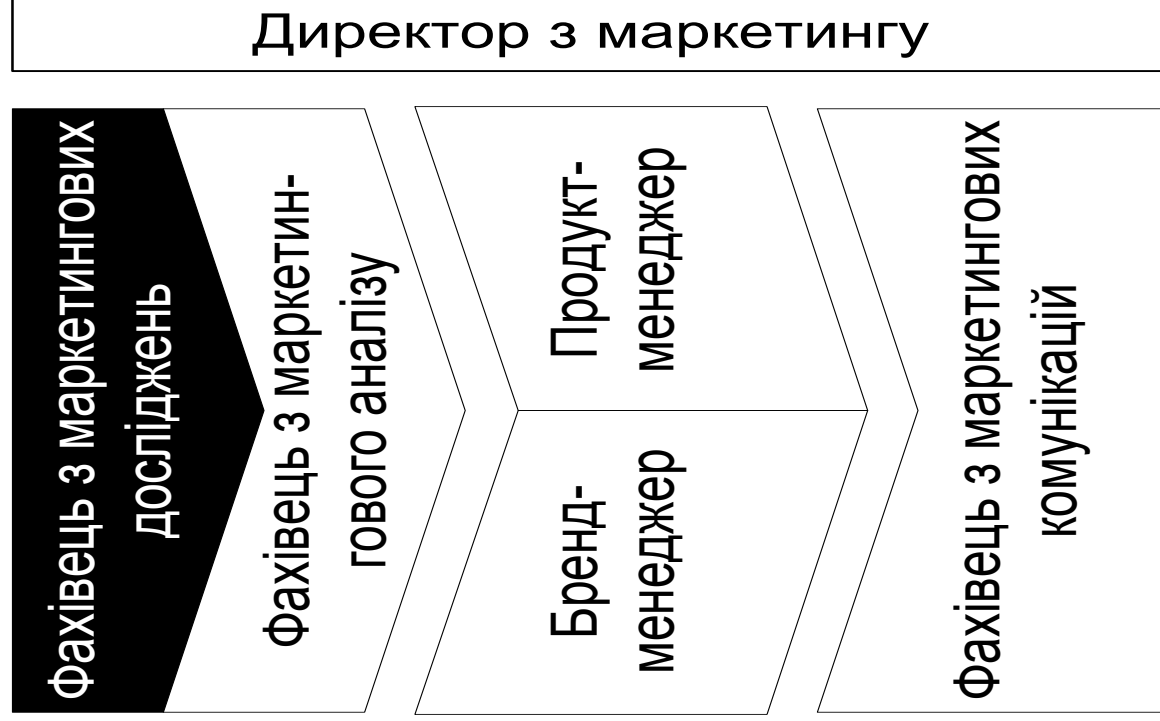 Директор з маркетингу
Фахівець з маркетингових
досліджень
Фахівець з маркетин-
гового аналізу
Продукт-
менеджер
Бренд-
менеджер
Фахівець з маркетингових
комунікацій